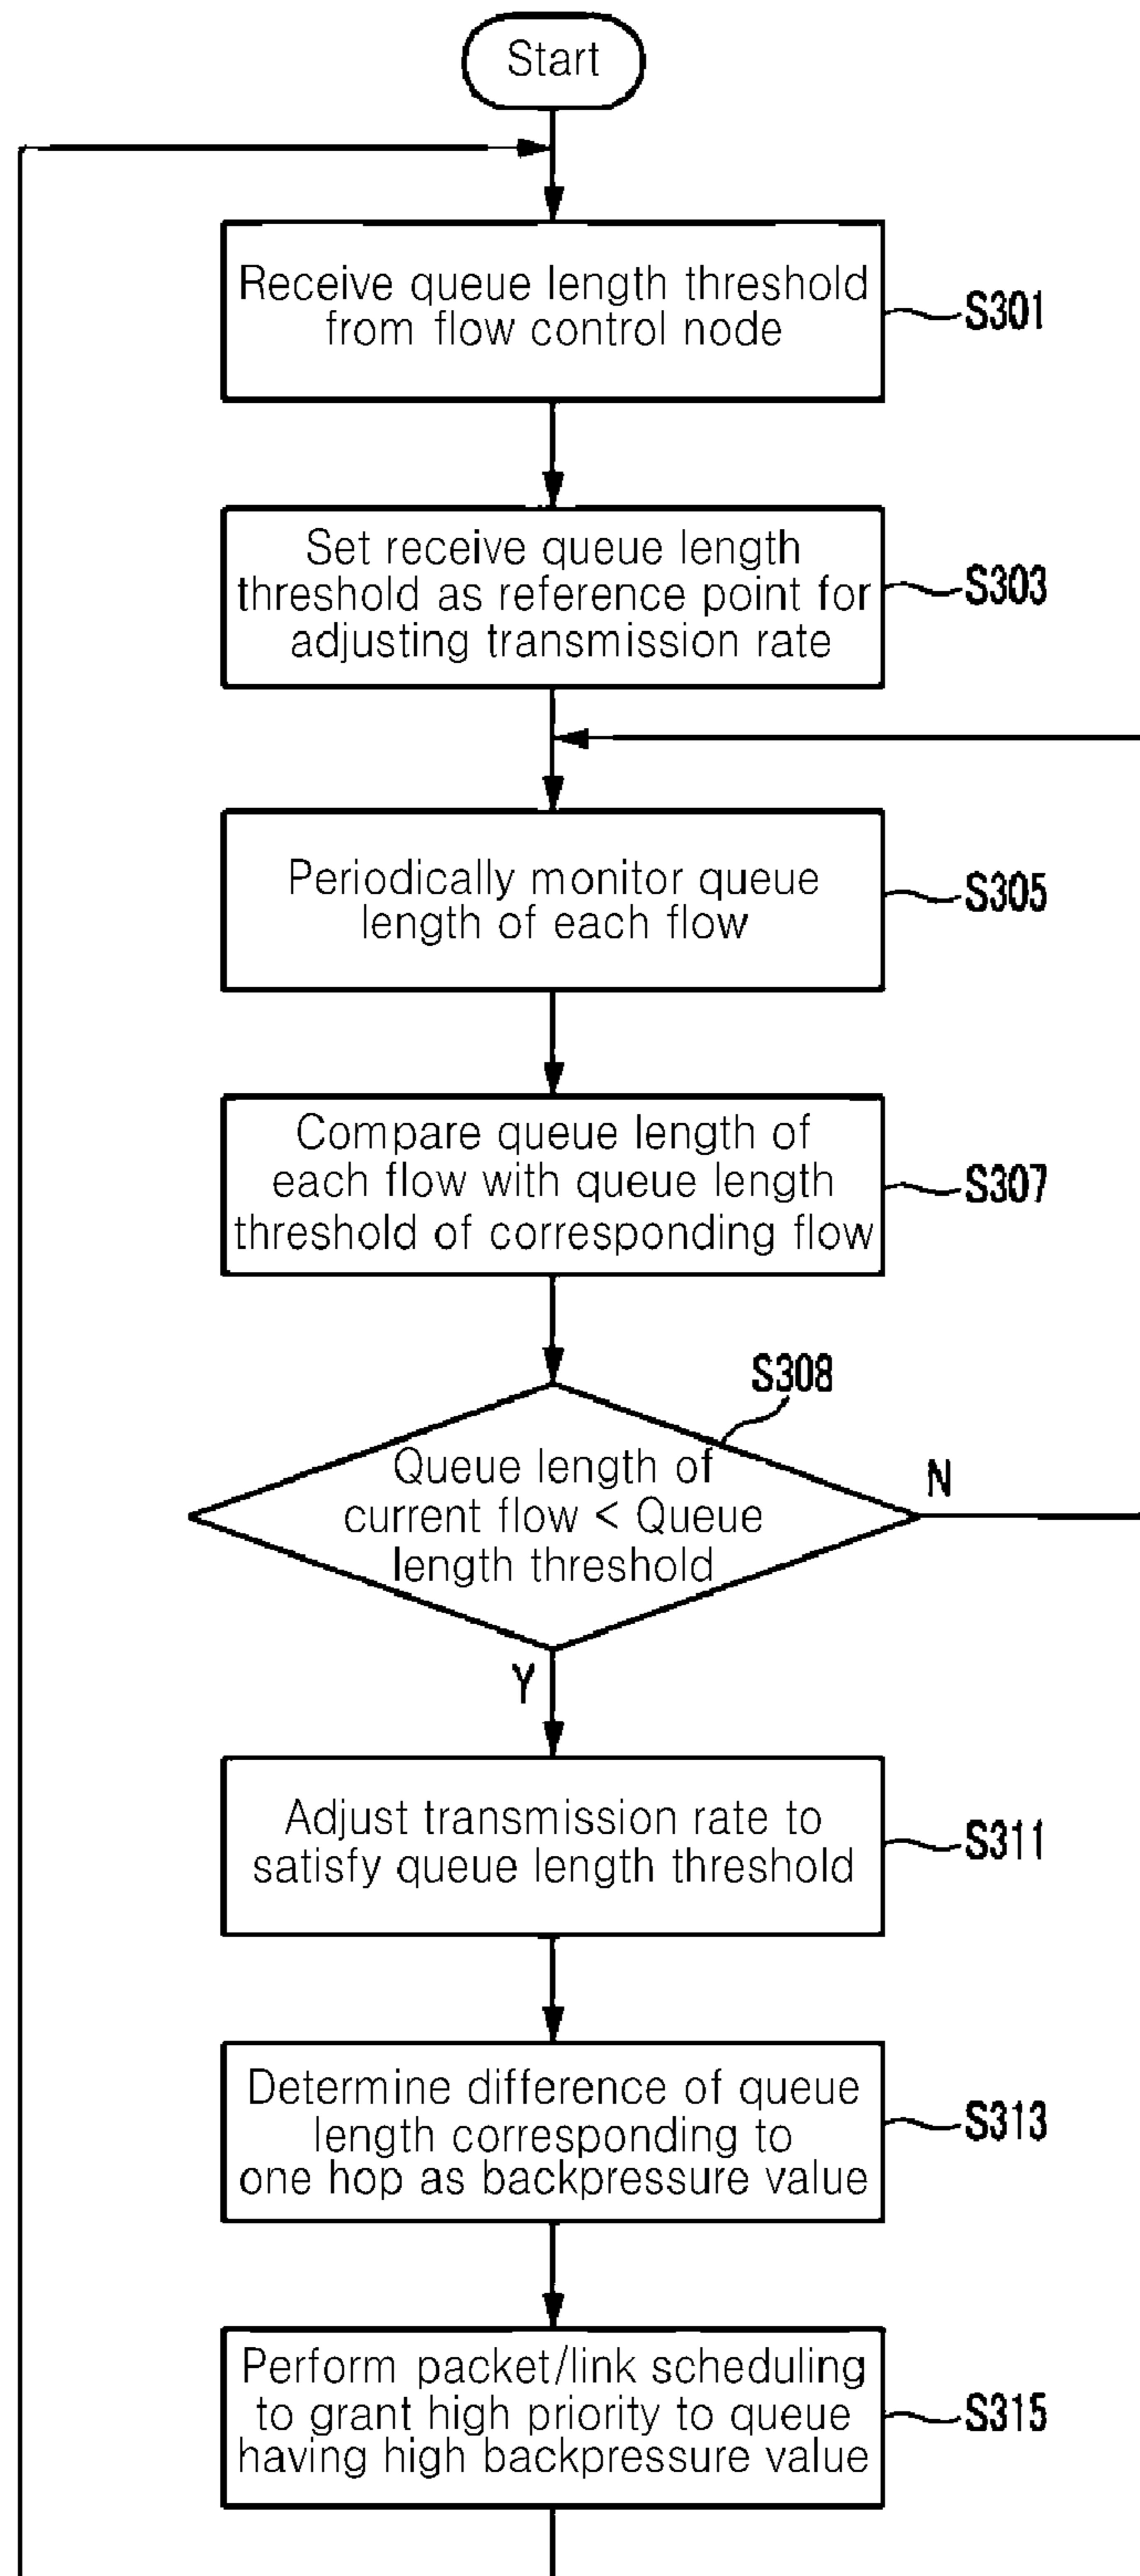 Start
Receive queue length threshold
from flow control node
S301
Set receive queue length
threshold as reference point for
adjusting transmission rate
S303
Periodically monitor queue
length of each flow
S305
Compare queue length of
each flow with queue length
threshold of corresponding flow
S307
S308
Queue length of
current flow < Queue
length threshold
N
Y
Adjust transmission rate to
satisfy queue length threshold
S311
Determine difference of queue
length corresponding to
one hop as backpressure value
S313
Perform packet/link scheduling
to grant high priority to queue
having high backpressure value
S315